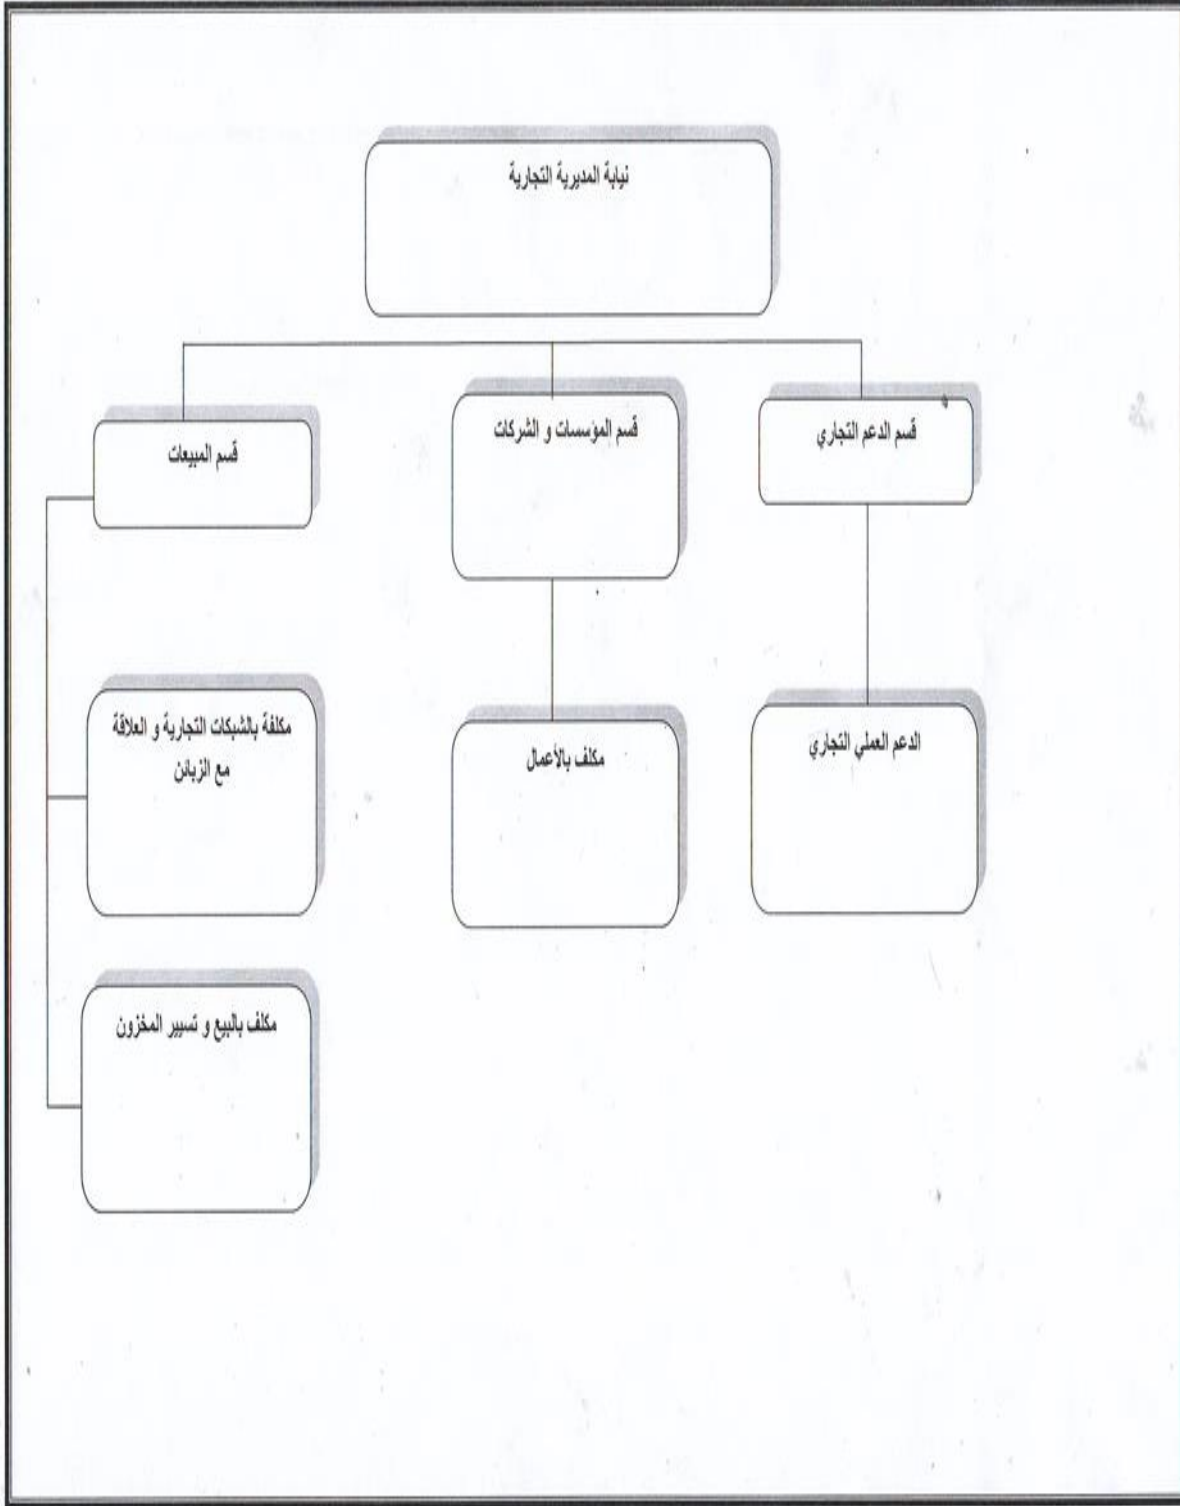 نيابة المديرية التجارية
قسم الدعم التجاري
قسم المؤسسات و الشركات
قسم المبيعات
الدعم العملي التجاري
مكلف بالأعمال
مكلفة بالشبكات التجارية و العلاقة
مع الزبائن
مكلف بالبيع و تسيير المخزون